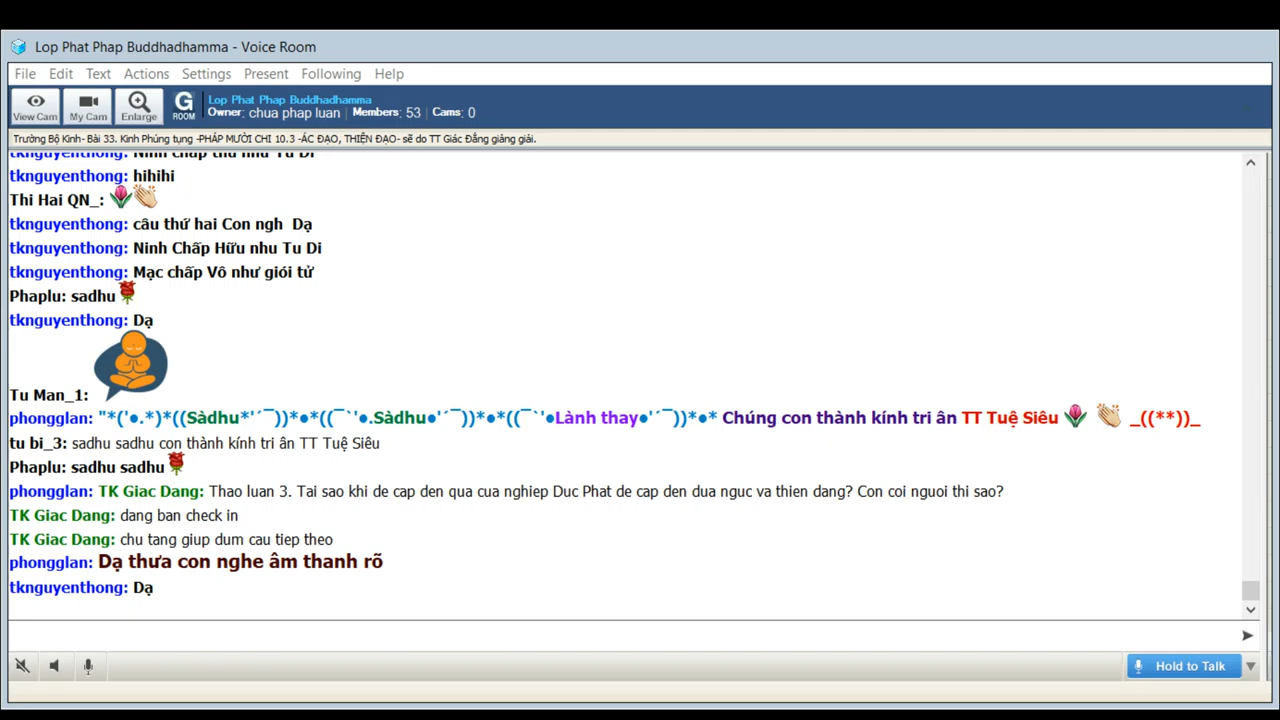 Lop Phat Phap Buddhadhamma - Voice Room
File Edit Text Actions Settings Present Following Help
View Cam My Cam Enlarge G ROOM Lop Phat Phap Buddhadhamma
Owner: chua phap luan | Members: 53 | Cams: 0
Trường Bộ Kinh- Bài 33. Kinh Phúng tụng -PHÁP MƯỜI CHI 10.3 -ÁC ĐẠO, THIỆN ĐẠO- sẽ do TT Giác Đẳng giảng giải.
tknguyenthong: Ninh chấp thủ như Tu Di
tknguyenthong: hihihi
Thi Hai QN_: 🌷👏
tknguyenthong: câu thứ hai Con ngh Dạ
tknguyenthong: Ninh Chấp Hữu nhu Tu Di
tknguyenthong: Mạc chấp Vô như giói tử
Phaplu: sadhu🌹
tknguyenthong: Dạ
Tu Man_1:
phongglan: "*('●.*)*((Sàdhu*'´¯))*●*((¯`'●.Sàdhu●'´¯))*●*((¯`'●Lành thay●'´¯))*●* Chúng con thành kính tri ân TT Tuệ Siêu 🌷 👏 _((**))_
tu bi_3: sadhu sadhu con thành kính tri ân TT Tuệ Siêu
Phaplu: sadhu sadhu🌹
phongglan: TK Giac Dang: Thao luan 3. Tai sao khi de cap den qua cua nghiep Duc Phat de cap den dua nguc va thien dang? Con coi nguoi thi sao?
TK Giac Dang: dang ban check in
TK Giac Dang: chu tang giup dum cau tiep theo
phongglan: Dạ thưa con nghe âm thanh rõ
tknguyenthong: Dạ
Hold to Talk